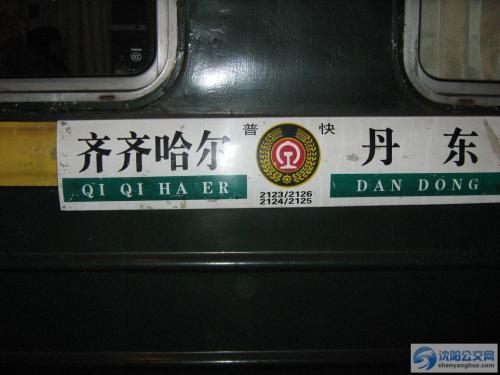 齐齐哈尔 普 快 丹 东
QI QI HA ER DAN DONG
2123/2126
2124/2125
沈阳公交网
shenyangbus.com